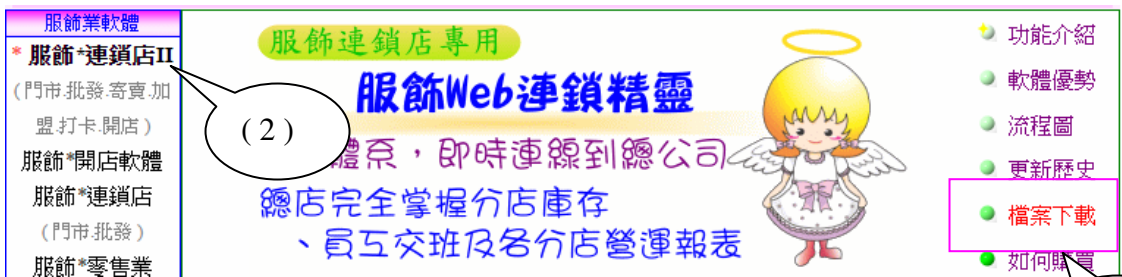 服飾業軟體
* 服飾*連鎖店II
(門市.批發.寄賣.加
盟.打卡.開店)
服飾*開店軟體
服飾*連鎖店
(門市.批發)
服飾*零售業
(2)
服飾連鎖店專用
服飾Web連鎖精靈
體系，即時連線到總公司
總店完全掌握分店庫存
、員工交班及各分店營運報表
功能介紹
軟體優勢
流程圖
更新歷史
檔案下載
如何購買